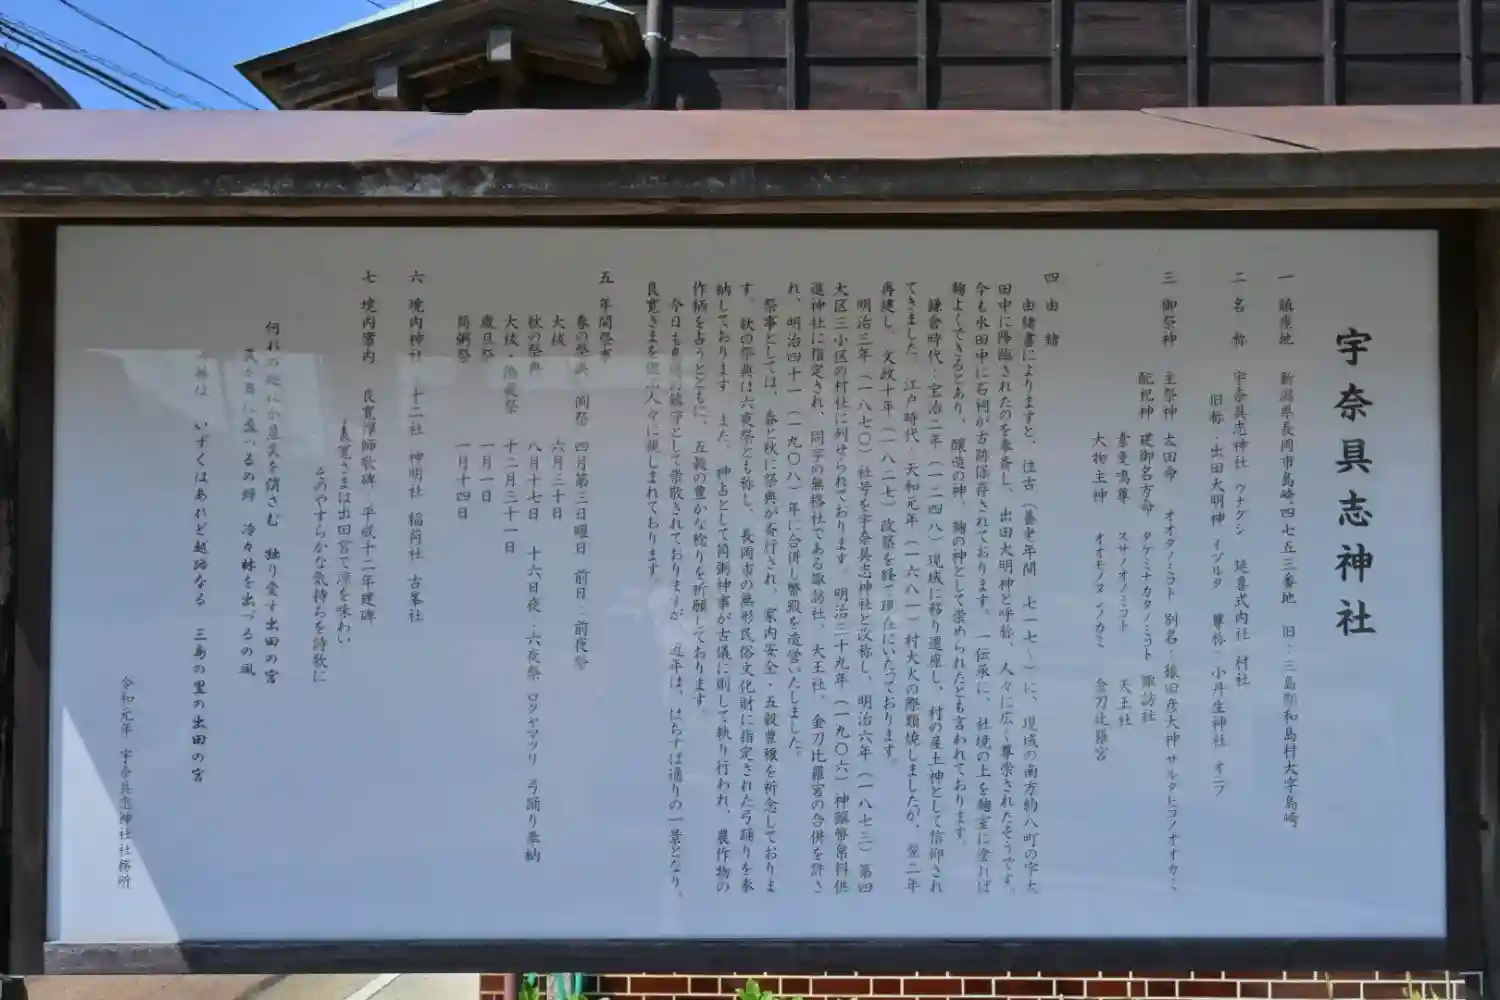 宇奈具志神社
一 鎮座地 新潟県長岡市島崎四七五三番地 旧・三島郡和島村大字島崎
二 名 称 宇奈具志神社 ウナグシ 延喜式内社 村社
旧称・出田大明神 イヅルタ 尊称・小丹生神社 オニフ
三 御祭神 主祭神 太田命 オオタノミコト 別名・猿田彦大神 サルタヒコノオオカミ
配祀神 建御名方命 タケミナカタノミコト 諏訪社
素戔鳴尊 スサノオノミコト 天王社
大物主神 オオモノヌシノカミ 金刀比羅宮
四 由 緒
由緒書によりますと、往古(養老年間 七一七~)に、現域の南方約八町の字大
田中に降臨されたのを奉斎し、出田大明神と呼称、人々に広く尊崇されたそうです。
今も水田中に石祠が古跡保存されております。一伝承に、社境の土を麹室に塗れば
麹よくできるとあり、醸造の神、麹の神として崇められたとも言われております。
鎌倉時代・宝治二年(一二四八)現域に移り遷座し、村の産土神として信仰され
てきました。江戸時代・天和元年(一六八一)村大火の際類焼しましたが、翌二年
再建し、文政十年(一八二七)改築を経て現在にいたっております。
明治三年(一八七〇)社号を宇奈具志神社と改称し、明治六年(一八七三)第四
大区三小区の村社に列せられております。明治三十九年(一九〇六)神饌幣帛料供
進神社に指定され、同字の無格社である諏訪社、大王社、金刀比羅宮の合併を許さ
れ、明治四十一(一九〇八)年に合併し幣殿を造営いたしました。
祭事としては、春と秋に祭典が斎行され、家内安全・五穀豊穣を祈念しておりま
す。秋の祭典は六夜祭とも称し、長岡市の無形民俗文化財に指定された弓踊りを奉
納しております。また、神占として筒粥神事が古儀に則して執り行われ、農作物の
作柄を占うとともに、五穀の豊かな稔りを祈願しております。
今日も島崎の鎮守として崇敬されておりますが、近年は、はちすば通りの一景となり、
良寛さまを偲ぶ人々に親しまれております。
五 年間祭事
春の祭典・例祭 四月第三日曜日 前日・前夜祭
大祓 六月三十日
秋の祭典 八月十七日 十六日夜・六夜祭 ロクヤマツリ 弓踊り奉納
大祓・除夜祭 十二月三十一日
歳旦祭 一月一日
筒粥祭 一月十四日
六 境内神社 十二社 神明社 稲荷社 古峯社
七 境内案内 良寛禅師歌碑・平成十二年建碑
良寛さまは出田宮で涼を味わい
そのやすらかな気持ちを詩歌に
何れの処にか意気を銷さむ 独り愛す出田の宮
の蝉 冷々林を出づるの風
は いずくはあれど越路なる 三島の里の出田の宮
令和元年 宇奈具志神社社務所